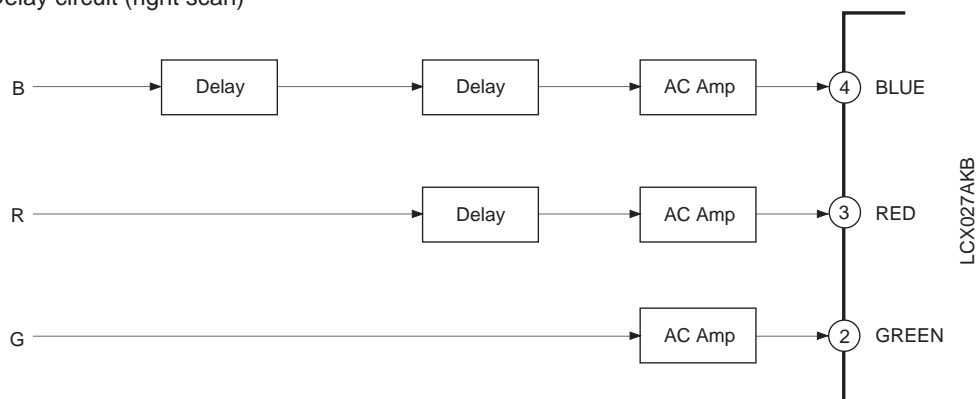 Delay circuit (right scan)
B Delay Delay AC Amp 4 BLUE
R Delay AC Amp 3 RED
G AC Amp 2 GREEN
LCX027AKB